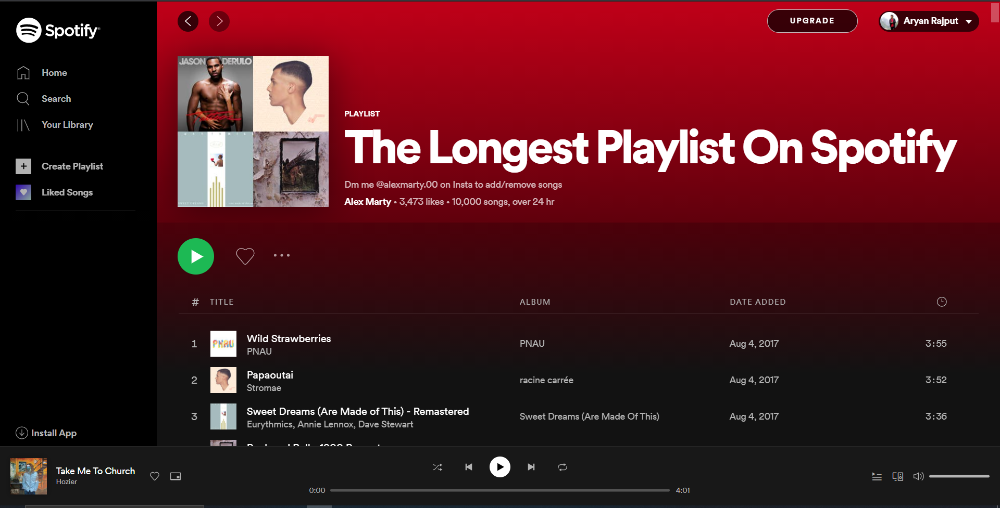 Spotify
Home
Search
Your Library
Create Playlist
Liked Songs
Install App
UPGRADE
Aryan Rajput
JASON DERULO
PLAYLIST
The Longest Playlist On Spotify
Dm me @alexmarty.00 on Insta to add/remove songs
Alex Marty • 3,473 likes • 10,000 songs, over 24 hr
# TITLE ALBUM DATE ADDED
1 PNAU Wild Strawberries PNAU Aug 4, 2017 3:55
PNAU
2 Papaoutai racine carrée Aug 4, 2017 3:52
Stromae
3 Sweet Dreams (Are Made of This) - Remastered Sweet Dreams (Are Made Of This) Aug 4, 2017 3:36
Eurythmics, Annie Lennox, Dave Stewart
Take Me To Church
Hozier
0:00 4:01